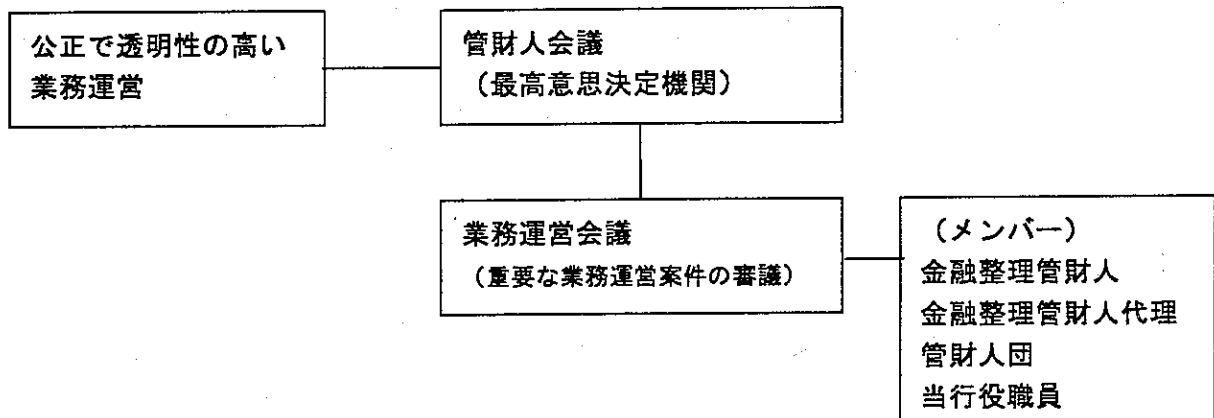 公正で透明性の高い
業務運営
管財人会議
（最高意思決定機関）
業務運営会議
（重要な業務運営案件の審議）
（メンバー）
金融整理管財人
金融整理管財人代理
管財人団
当行役職員